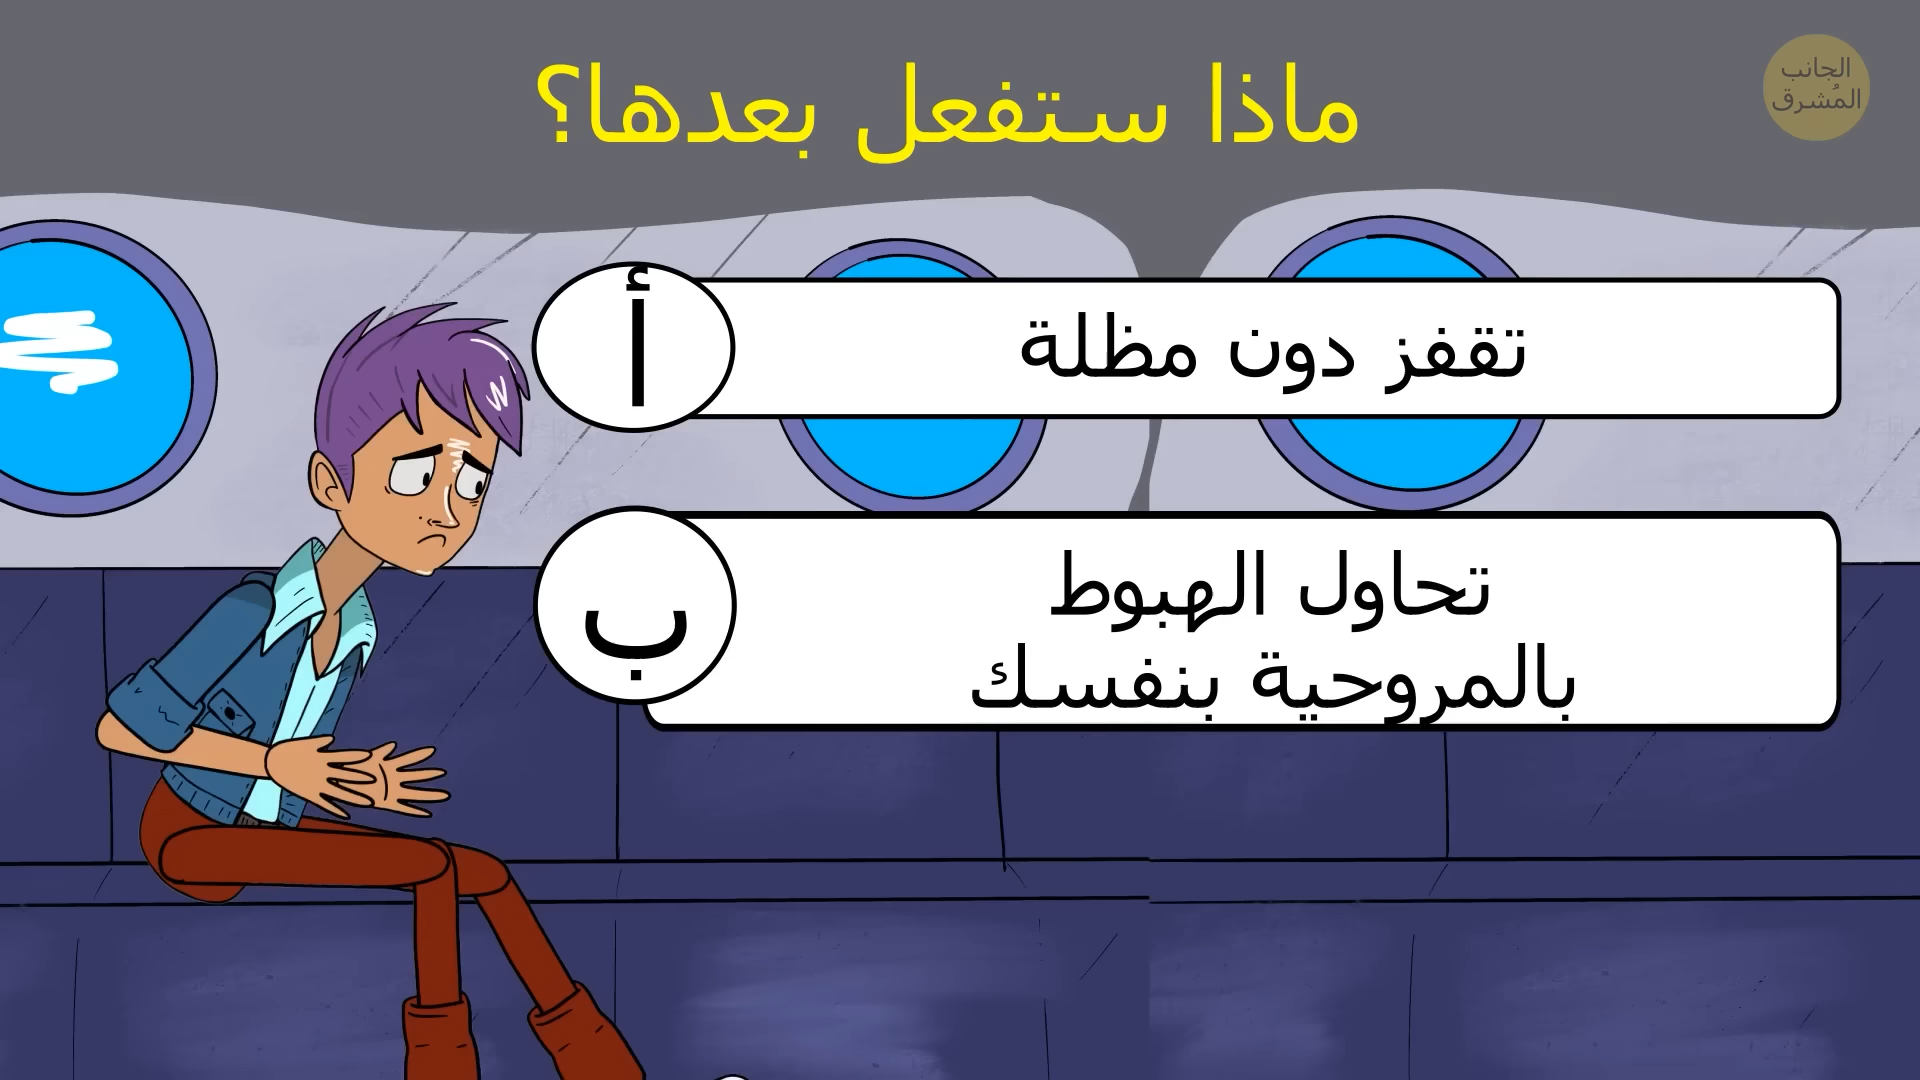 ماذا ستفعل بعدها؟
الجانب
المُشرق
أ
تقفز دون مظلة
ب
تحاول الهبوط
بالمروحية بنفسك